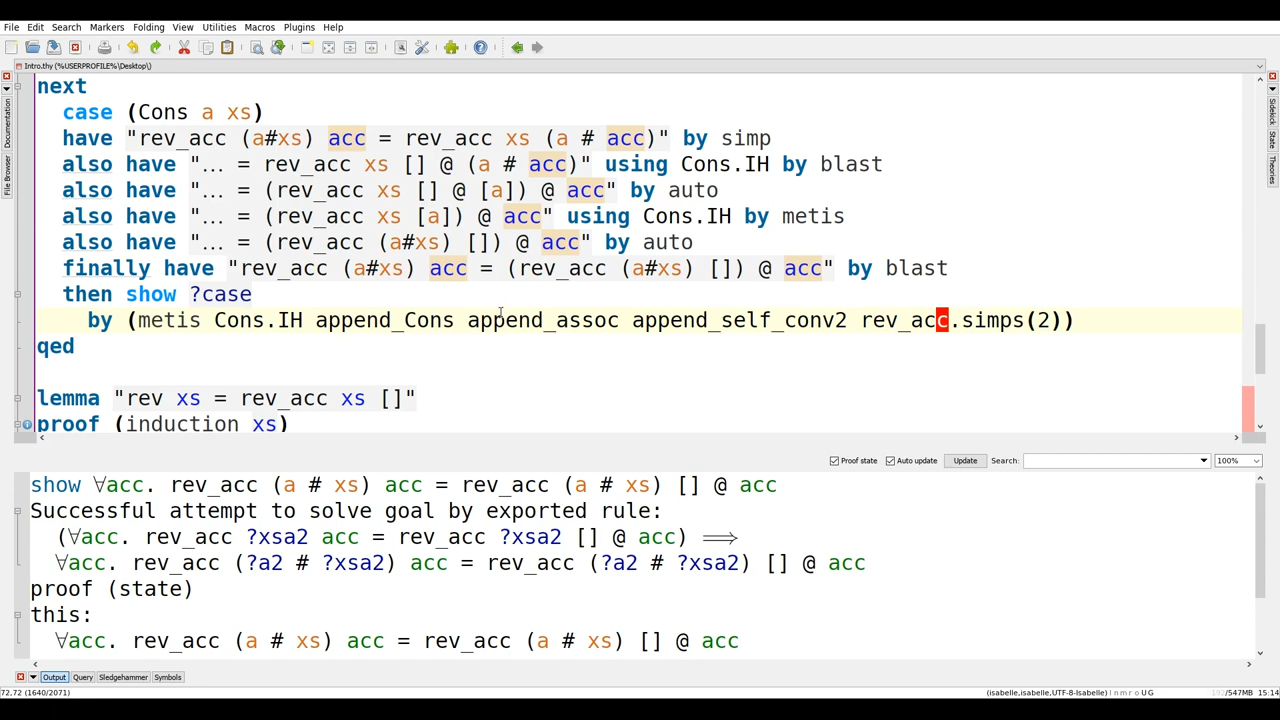 File Edit Search Markers Folding View Utilities Macros Plugins Help
Intro.thy (%USERPROFILE%\Desktop\)
next
case (Cons a xs)
have "rev_acc (a#xs) acc = rev_acc xs (a # acc)" by simp
also have "... = rev_acc xs [] @ (a # acc)" using Cons.IH by blast
also have "... = (rev_acc xs [] @ [a]) @ acc" by auto
also have "... = (rev_acc xs [a]) @ acc" using Cons.IH by metis
also have "... = (rev_acc (a#xs) []) @ acc" by auto
finally have "rev_acc (a#xs) acc = (rev_acc (a#xs) []) @ acc" by blast
then show ?case
by (metis Cons.IH append_Cons append_assoc append_self_conv2 rev_acc.simps(2))
qed
lemma "rev xs = rev_acc xs []"
proof (induction xs)
Documentation
File Browser
Sidekick
State
Theories
Proof state Auto update Update Search: 100%
show ∀acc. rev_acc (a # xs) acc = rev_acc (a # xs) [] @ acc
Successful attempt to solve goal by exported rule:
(∀acc. rev_acc ?xsa2 acc = rev_acc ?xsa2 [] @ acc) ⟹
∀acc. rev_acc (?a2 # ?xsa2) acc = rev_acc (?a2 # ?xsa2) [] @ acc
proof (state)
this:
∀acc. rev_acc (a # xs) acc = rev_acc (a # xs) [] @ acc
Output Query Sledgehammer Symbols
72,72 (1640/2071) (isabelle,isabelle,UTF-8-Isabelle) l n m r o U G 192/547MB 15:14